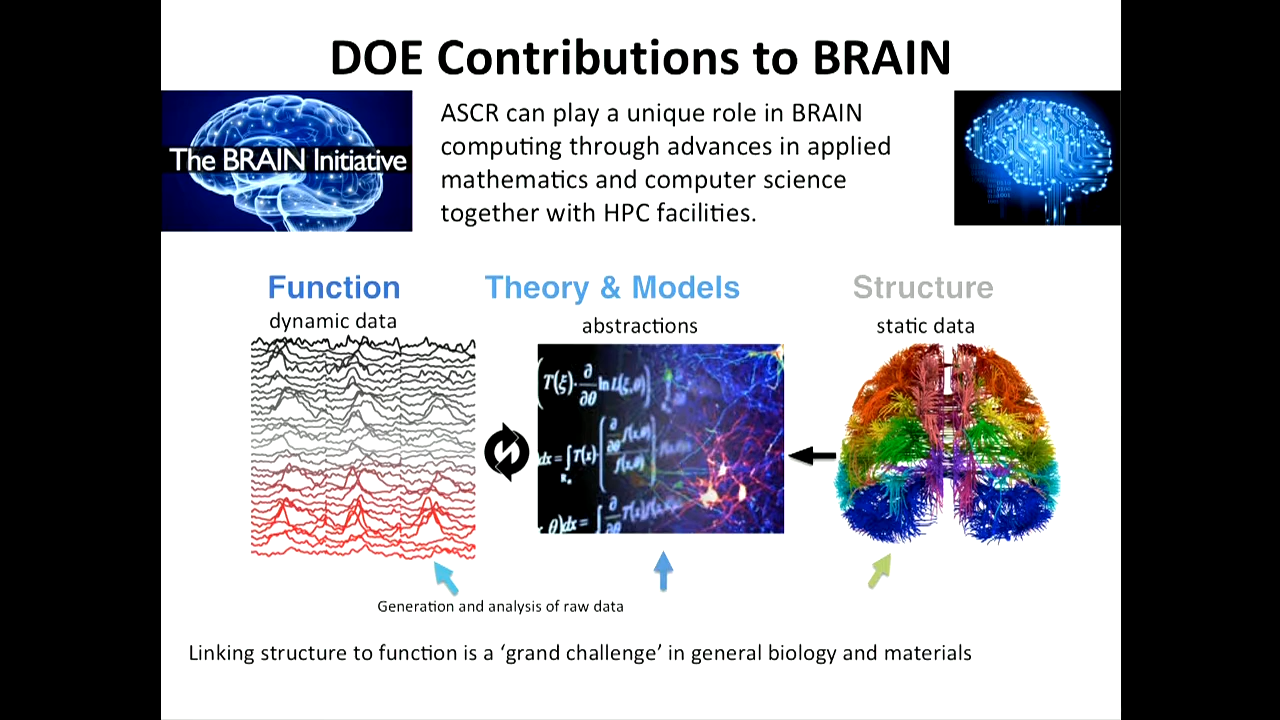 DOE Contributions to BRAIN
The BRAIN Initiative
ASCR can play a unique role in BRAIN
computing through advances in applied
mathematics and computer science
together with HPC facilities.
Function
dynamic data
Theory & Models
abstractions
Structure
static data
Generation and analysis of raw data
Linking structure to function is a ‘grand challenge’ in general biology and materials